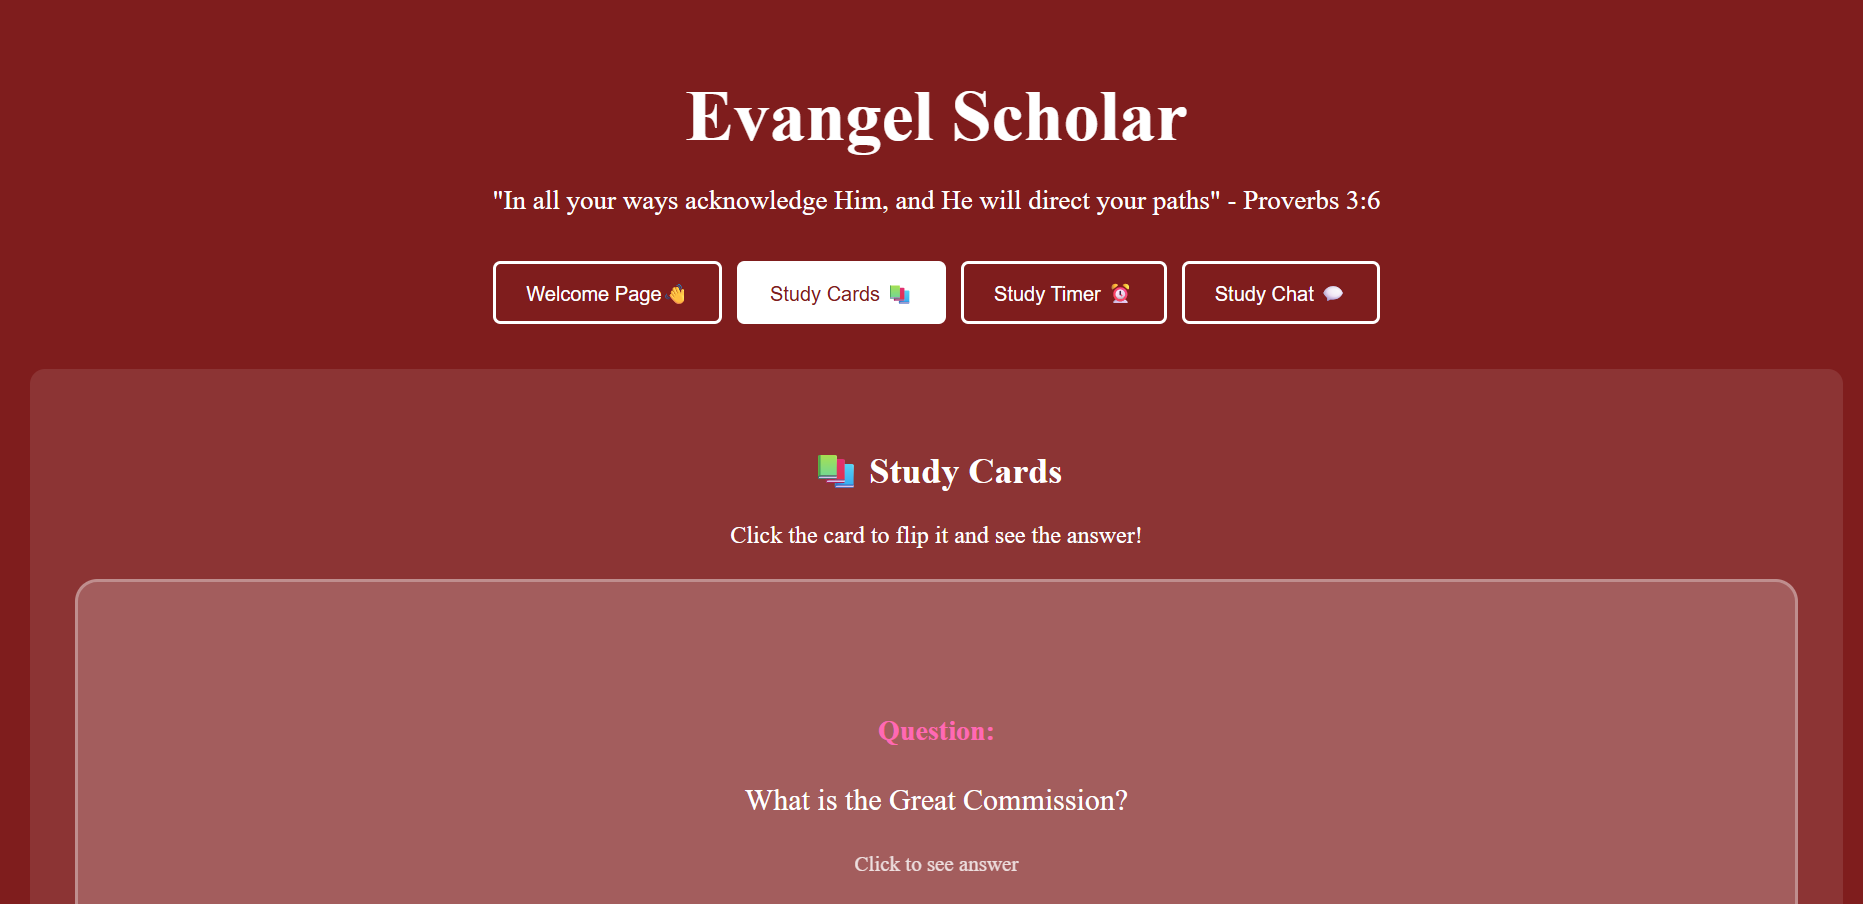 Evangel Scholar
"In all your ways acknowledge Him, and He will direct your paths" - Proverbs 3:6
Welcome Page 👋
Study Cards 📚
Study Timer ⏰
Study Chat 💬
📚 Study Cards
Click the card to flip it and see the answer!
Question:
What is the Great Commission?
Click to see answer